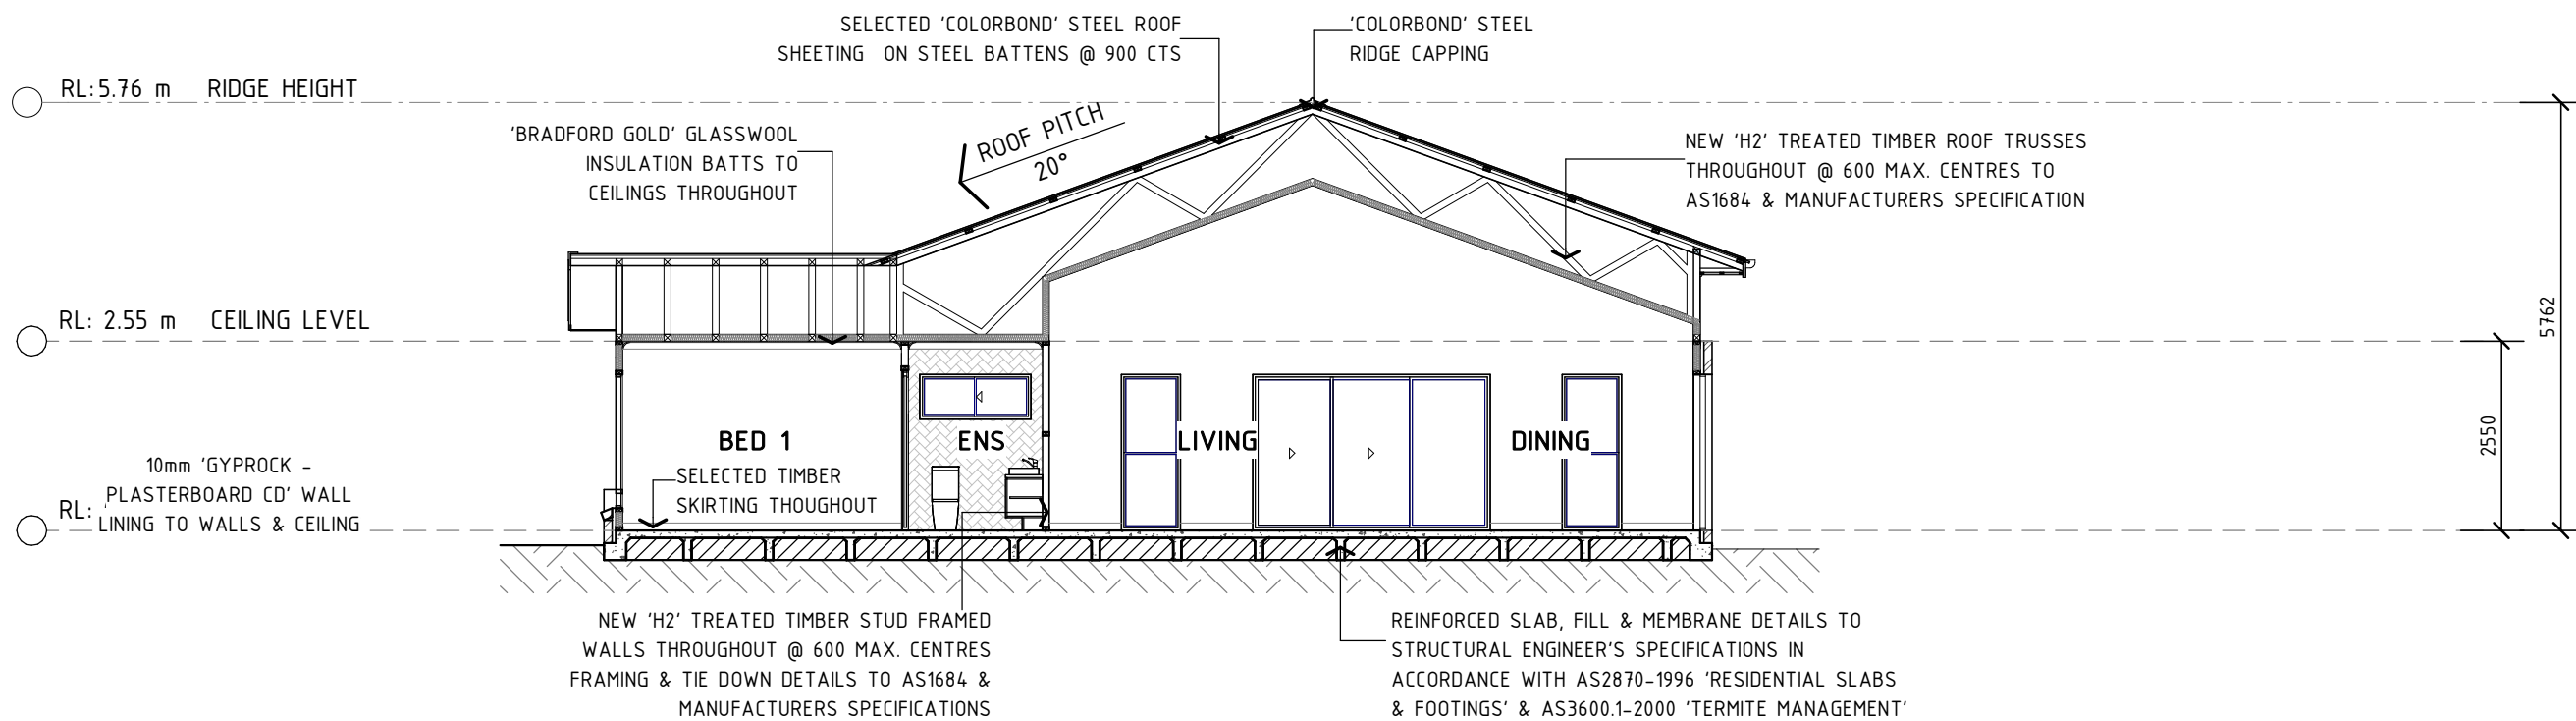 SELECTED 'COLORBOND' STEEL ROOF
SHEETING ON STEEL BATTENS @ 900 CTS
'COLORBOND' STEEL
RIDGE CAPPING
RL: 5.76 m RIDGE HEIGHT
'BRADFORD GOLD' GLASSWOOL
INSULATION BATTS TO
CEILINGS THROUGHOUT
ROOF PITCH
20°
NEW 'H2' TREATED TIMBER ROOF TRUSSES
THROUGHOUT @ 600 MAX. CENTRES TO
AS1684 & MANUFACTURERS SPECIFICATION
RL: 2.55 m CEILING LEVEL
5762
2550
BED 1
ENS
LIVING
DINING
SELECTED TIMBER
SKIRTING THOUGHOUT
10mm 'GYPROCK -
PLASTERBOARD CD' WALL
LINING TO WALLS & CEILING
RL:
NEW 'H2' TREATED TIMBER STUD FRAMED
WALLS THROUGHOUT @ 600 MAX. CENTRES
FRAMING & TIE DOWN DETAILS TO AS1684 &
MANUFACTURERS SPECIFICATIONS
REINFORCED SLAB, FILL & MEMBRANE DETAILS TO
STRUCTURAL ENGINEER'S SPECIFICATIONS IN
ACCORDANCE WITH AS2870-1996 'RESIDENTIAL SLABS
& FOOTINGS' & AS3600.1-2000 'TERMITE MANAGEMENT'